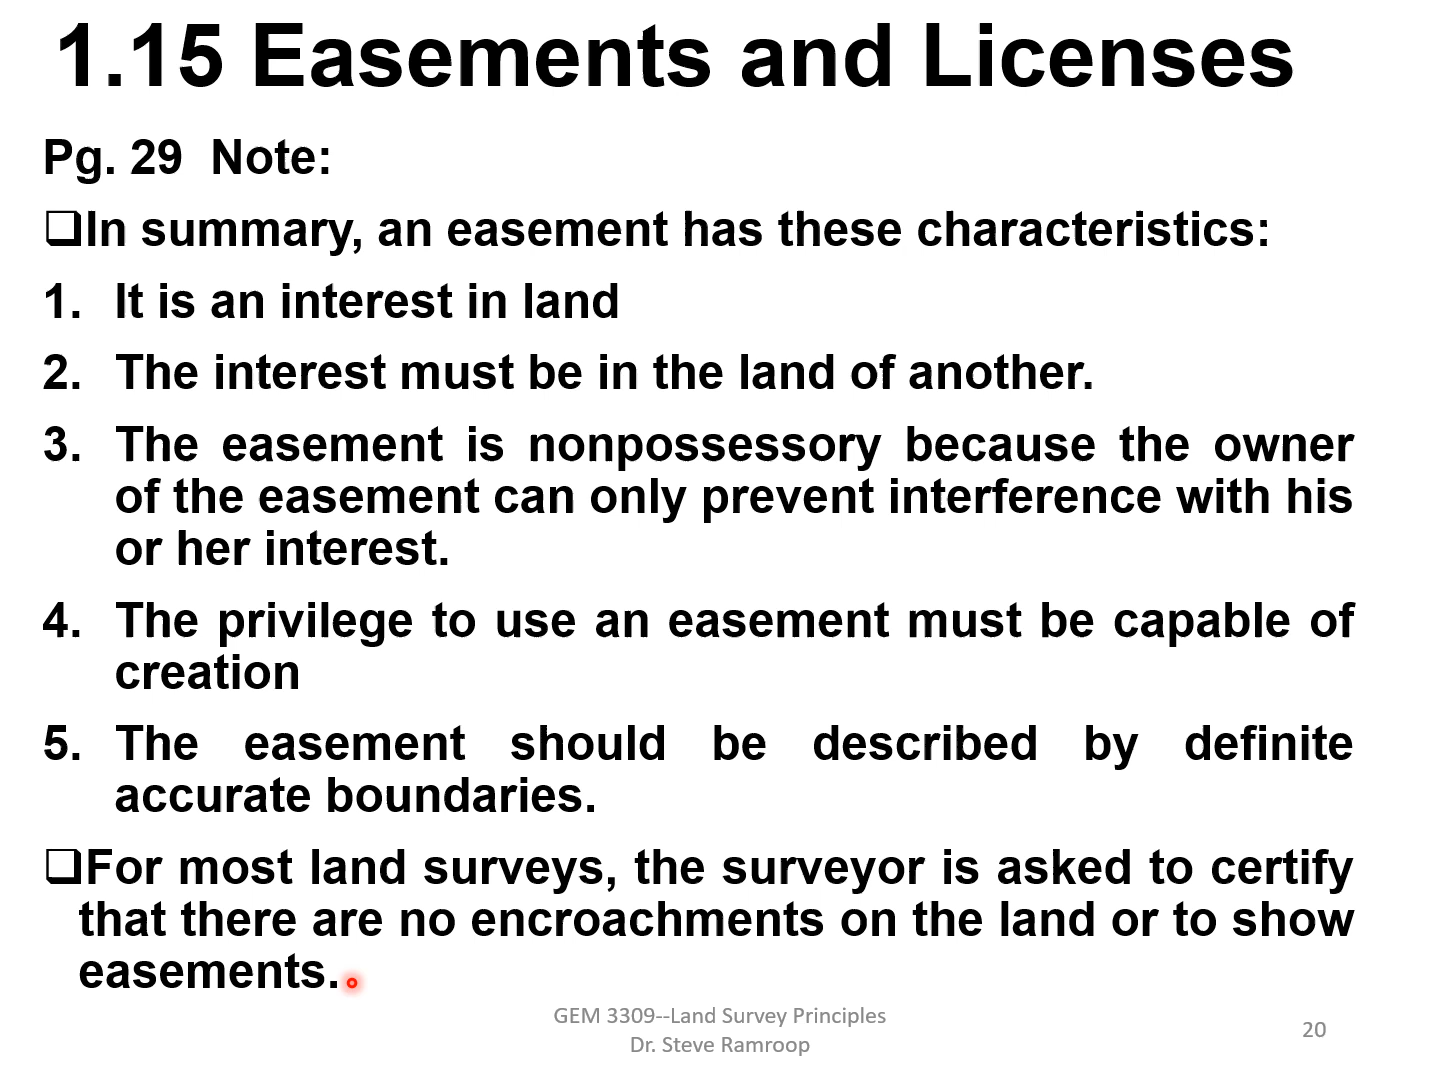 1.15 Easements and Licenses
Pg. 29 Note:
❑In summary, an easement has these characteristics:
1. It is an interest in land
2. The interest must be in the land of another.
3. The easement is nonpossessory because the owner
of the easement can only prevent interference with his
or her interest.
4. The privilege to use an easement must be capable of
creation
5. The easement should be described by definite
accurate boundaries.
❑For most land surveys, the surveyor is asked to certify
that there are no encroachments on the land or to show
easements.
GEM 3309--Land Survey Principles
Dr. Steve Ramroop
20